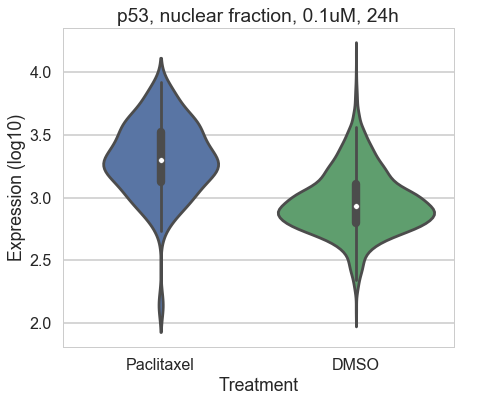 p53, nuclear fraction, 0.1uM, 24h
Expression (log10)
4.0
3.5
3.0
2.5
2.0
Paclitaxel DMSO
Treatment